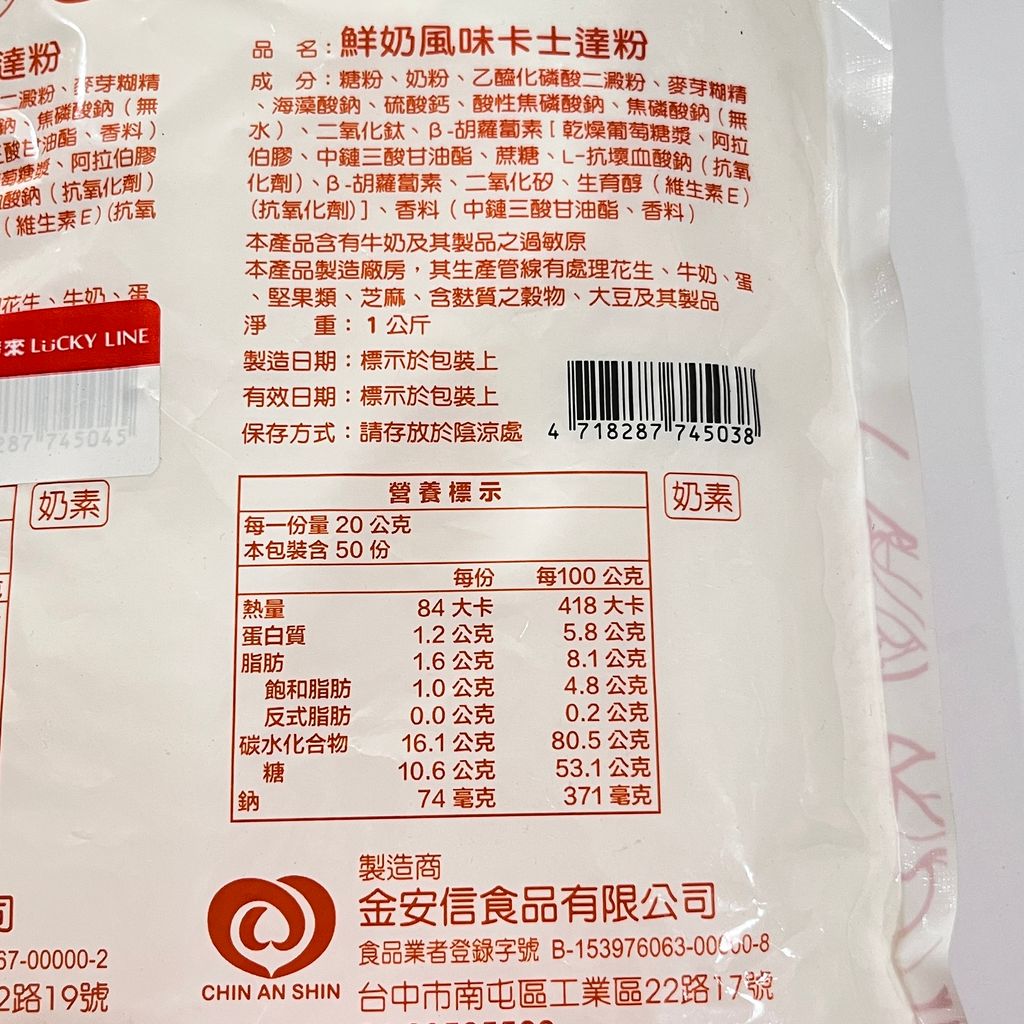 品 名：鮮奶風味卡士達粉
成 分：糖粉、奶粉、乙醯化磷酸二澱粉、麥芽糊精
、海藻酸鈉、硫酸鈣、酸性焦磷酸鈉、焦磷酸鈉（無
水）、二氧化鈦、β-胡蘿蔔素[乾燥葡萄糖漿、阿拉
伯膠、中鏈三酸甘油酯、蔗糖、L-抗壞血酸鈉（抗氧
化劑）、β-胡蘿蔔素、二氧化矽、生育醇（維生素E）
(抗氧化劑)]、香料（中鏈三酸甘油酯、香料）
本產品含有牛奶及其製品之過敏原
本產品製造廠房，其生產管線有處理花生、牛奶、蛋
、堅果類、芝麻、含麩質之穀物、大豆及其製品
淨 重：1公斤
製造日期：標示於包裝上
有效日期：標示於包裝上
保存方式：請存放於陰涼處
4 718287 745038
營養標示
奶素
每一份量 20 公克
本包裝含 50 份
每份 每100 公克
熱量 84 大卡 418 大卡
蛋白質 1.2 公克 5.8 公克
脂肪 1.6 公克 8.1 公克
飽和脂肪 1.0 公克 4.8 公克
反式脂肪 0.0 公克 0.2 公克
碳水化合物 16.1 公克 80.5 公克
糖 10.6 公克 53.1 公克
鈉 74 毫克 371 毫克
製造商
金安信食品有限公司
食品業者登錄字號 B-153976063-00000-8
台中市南屯區工業區22路17號
CHIN AN SHIN
達粉
二澱粉、麥芽糊精
鈉、焦磷酸鈉（無
三酸甘油酯、香料）
萄糖漿、阿拉伯膠
血酸鈉（抗氧化劑）
（維生素E）(抗氧
花生、牛奶、蛋
來 LUCKY LINE
287 745045
奶素
司
67-00000-2
2路19號